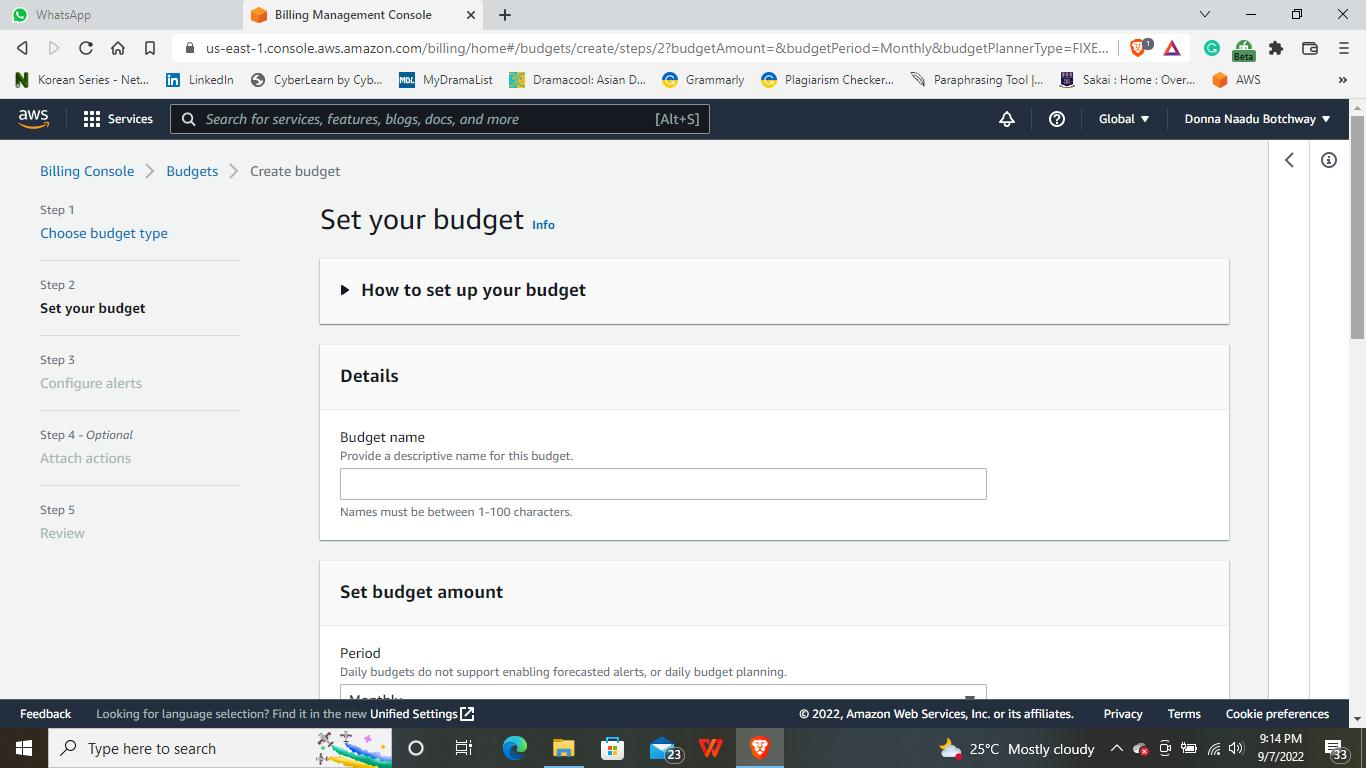 WhatsApp
Billing Management Console
us-east-1.console.aws.amazon.com/billing/home#/budgets/create/steps/2?budgetAmount=&budgetPeriod=Monthly&budgetPlannerType=FIXE...
1
Beta
Korean Series - Net...
LinkedIn
CyberLearn by Cyb...
MDL MyDramaList
Dramacool: Asian D...
Grammarly
Plagiarism Checker...
Paraphrasing Tool |...
Sakai : Home : Over...
AWS
aws
Services
Search for services, features, blogs, docs, and more [Alt+S]
Global
Donna Naadu Botchway
Billing Console
Budgets
Create budget
Step 1
Choose budget type
Step 2
Set your budget
Step 3
Configure alerts
Step 4 - Optional
Attach actions
Step 5
Review
Set your budget Info
How to set up your budget
Details
Budget name
Provide a descriptive name for this budget.
Names must be between 1-100 characters.
Set budget amount
Period
Daily budgets do not support enabling forecasted alerts, or daily budget planning.
Monthly
Feedback
Looking for language selection? Find it in the new Unified Settings
© 2022, Amazon Web Services, Inc. or its affiliates.
Privacy
Terms
Cookie preferences
Type here to search
23
25°C Mostly cloudy
9:14 PM
9/7/2022
33